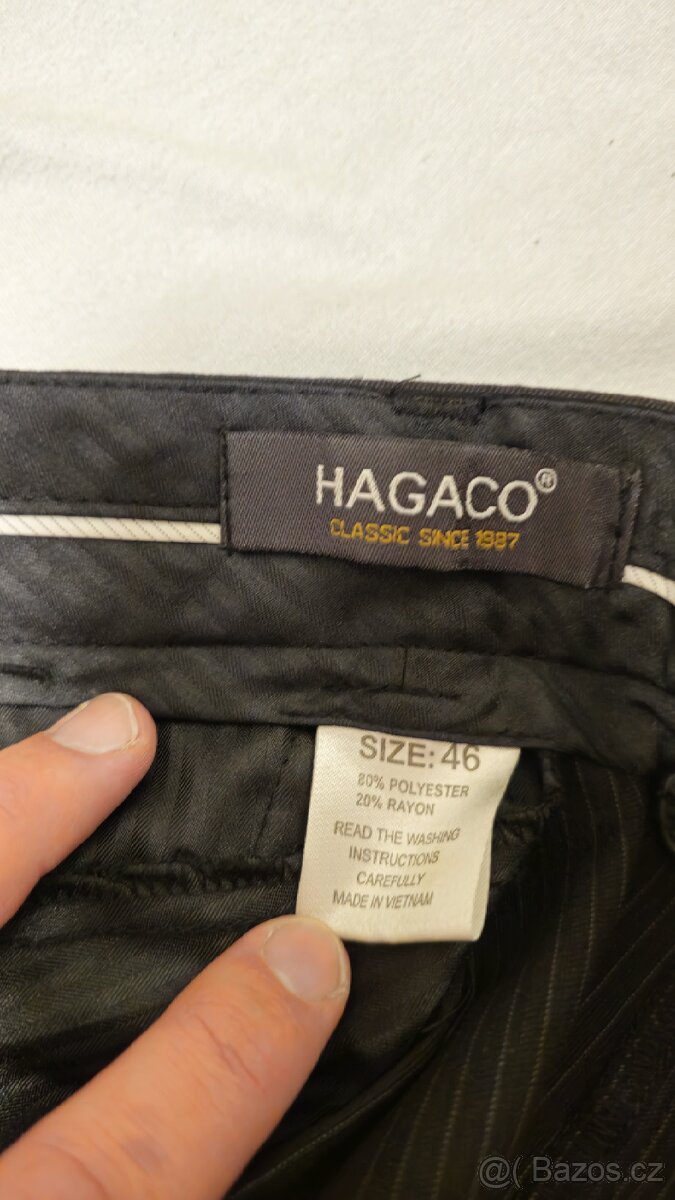 HAGACO®
CLASSIC SINCE 1987
SIZE: 46
80% POLYESTER
20% RAYON
READ THE WASHING
INSTRUCTIONS
CAREFULLY
MADE IN VIETNAM
@( Bazos.cz